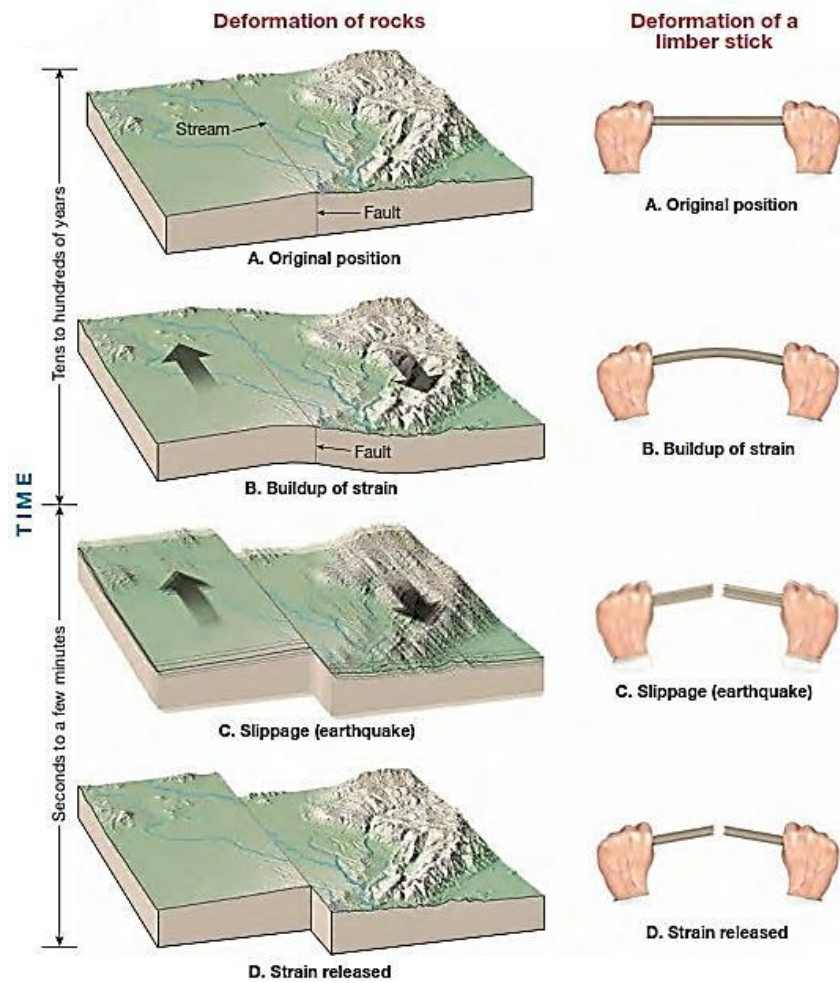 Deformation of rocks
Deformation of a
limber stick
TIME
Tens to hundreds of years
Stream
Fault
A. Original position
A. Original position
Fault
B. Buildup of strain
B. Buildup of strain
Seconds to a few minutes
C. Slippage (earthquake)
C. Slippage (earthquake)
D. Strain released
D. Strain released